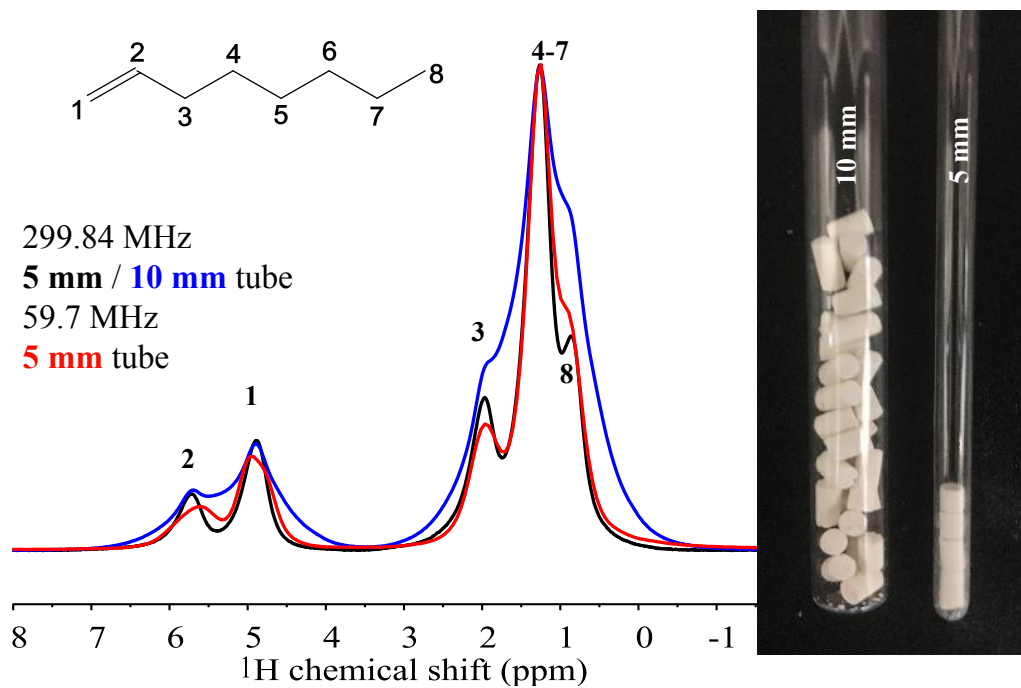 2
4
6
8
1
3
5
7
4-7
299.84 MHz
5 mm / 10 mm tube
59.7 MHz
5 mm tube
3
8
1
2
8 7 6 5 4 3 2 1 0 -1
1H chemical shift (ppm)
10 mm
5 mm